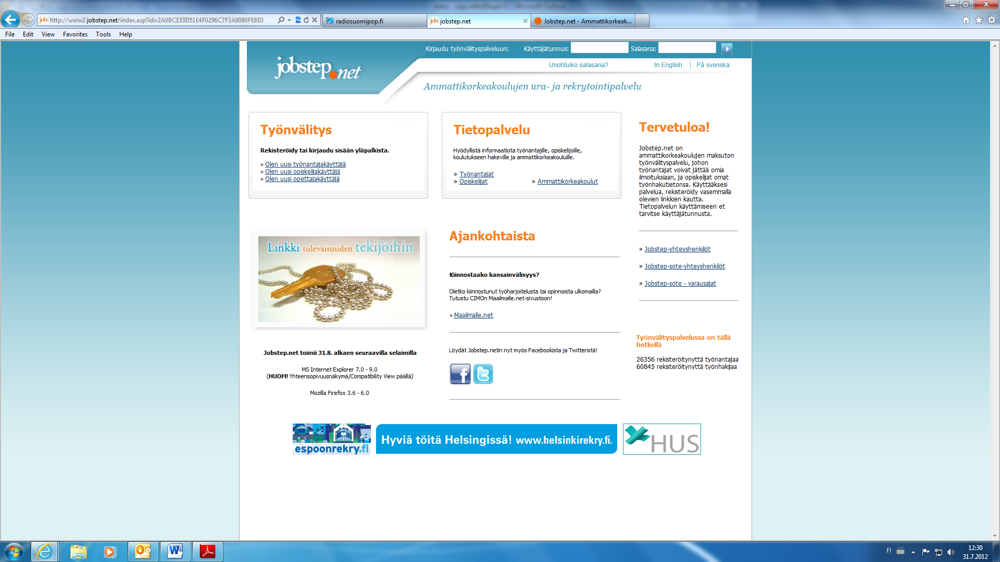 http://www2.jobstep.net/index.asp?id=2A9BC133D51E4F0296C7F3A9080FE8E0
radiosuomipop.fi
jobstep.net
Jobstep.net - Ammattikorkeak...
File Edit View Favorites Tools Help
Kirjaudu työnvälityspalveluun: Käyttäjätunnus: Salasana:
Unohtuiko salasana? In English På svenska
jobstep.net
Ammattikorkeakoulujen ura- ja rekrytointipalvelu
Työnvälitys
Rekisteröidy tai kirjaudu sisään yläpalkista.
» Olen uusi työnantajakäyttäjä
» Olen uusi opiskelijakäyttäjä
» Olen uusi opettajakäyttäjä
Tietopalvelu
Hyödyllistä informaatiota työnantajille, opiskelijoille,
koulutukseen hakeville ja ammattikorkeakouluille.
» Työnantajat
» Opiskelijat » Ammattikorkeakoulut
Tervetuloa!
Jobstep.net on
ammattikorkeakoulujen maksuton
työnvälityspalvelu, johon
työnantajat voivat jättää omia
ilmoituksiaan, ja opiskelijat omat
työnhakutietonsa. Käyttääksesi
palvelua, rekisteröidy vasemmalla
olevien linkkien kautta.
Tietopalvelun käyttämiseen et
tarvitse käyttäjätunnusta.
» Jobstep-yhteyshenkilöt
» Jobstep-sote-yhteyshenkilöt
» Jobstep-sote - varausajat
Työnvälityspalvelussa on tällä
hetkellä
26356 rekisteröitynyttä työnantajaa
60845 rekisteröitynyttä työnhakijaa
Linkki tulevaisuuden tekijöihin
Jobstep.net toimii 31.8. alkaen seuraavilla selaimilla
MS Internet Explorer 7.0 - 9.0
(HUOM! Yhteensopivuusnäkymä/Compatibility View päällä)
Mozilla Firefox 3.6 - 6.0
Ajankohtaista
Kiinnostaako kansainvälisyys?
Oletko kiinnostunut työharjoitelusta tai opinnoista ulkomailla?
Tutustu CIMOn Maailmalle.net-sivustoon!
» Maailmalle.net
Löydät Jobstep.netin nyt myös Facebookista ja Twitteristä!
espoonrekry.fi
Hyviä töitä Helsingissä! www.helsinkirekry.fi.
HUS
FI
12:30
31.7.2012